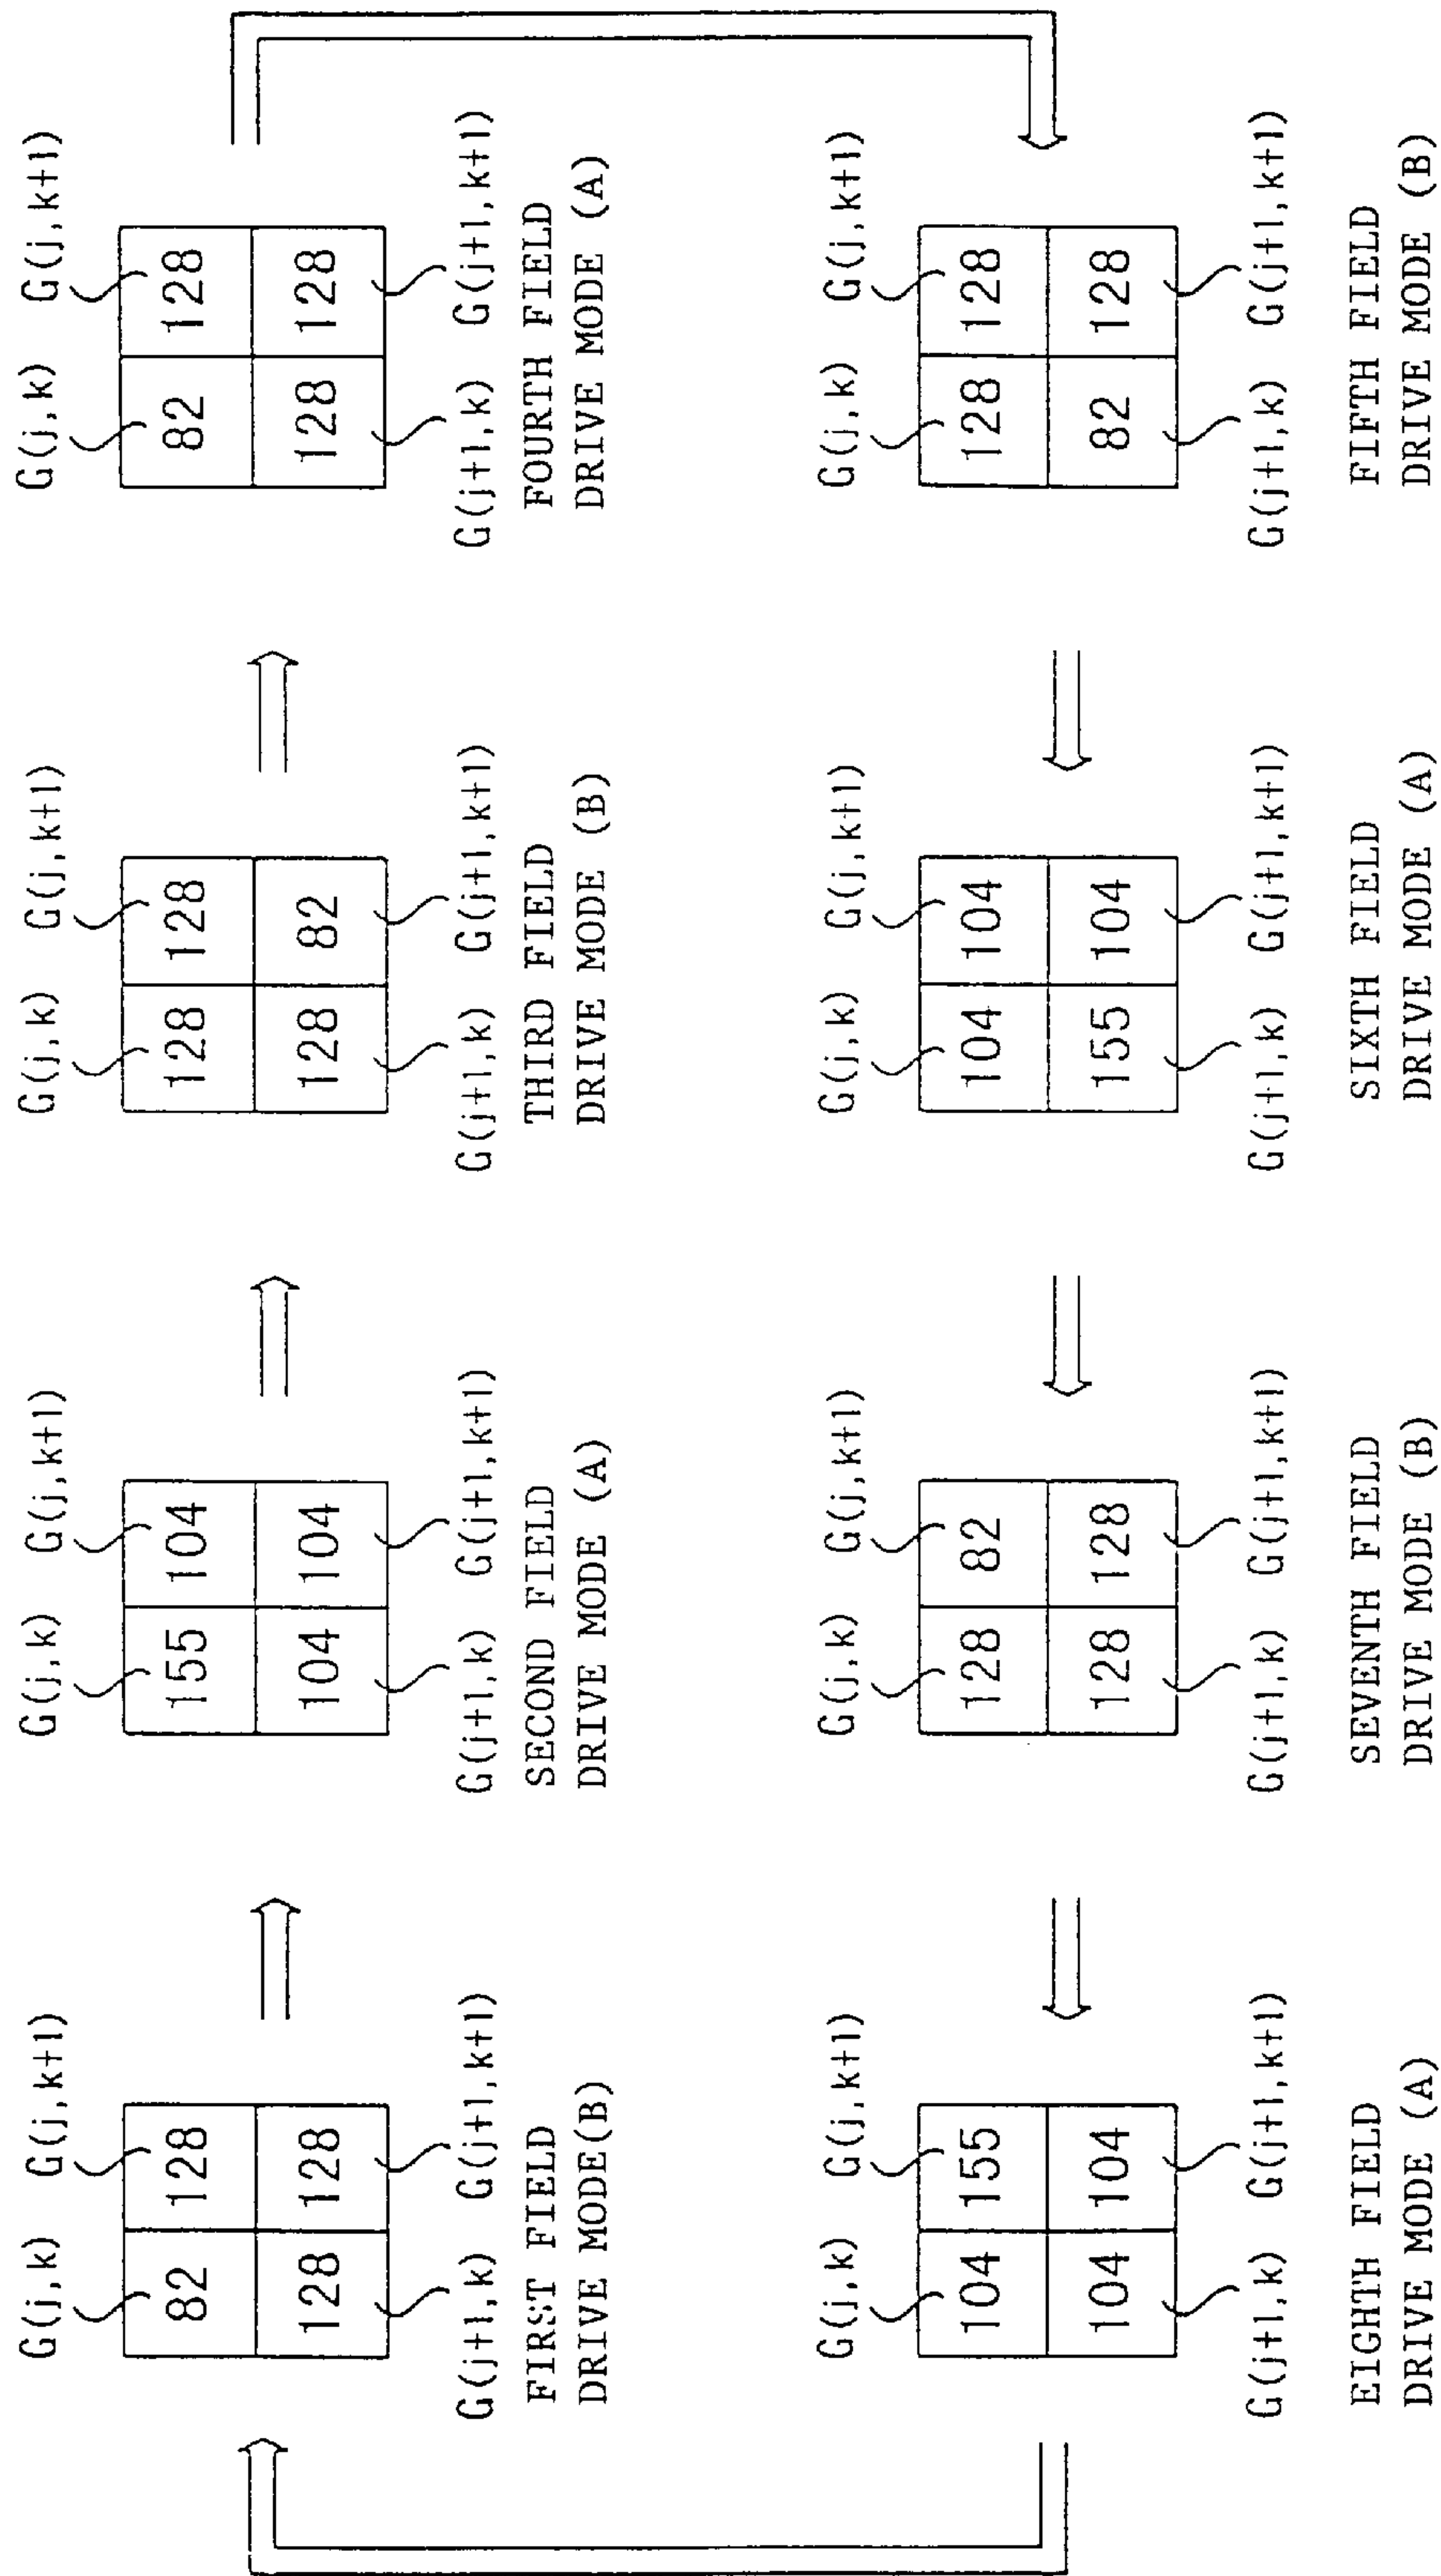 G(j,k) G(j,k+1)
82 128
128 128
G(j+1,k) G(j+1,k+1)
FIRST FIELD
DRIVE MODE(B)
G(j,k) G(j,k+1)
155 104
104 104
G(j+1,k) G(j+1,k+1)
SECOND FIELD
DRIVE MODE (A)
G(j,k) G(j,k+1)
128 128
128 82
G(j+1,k) G(j+1,k+1)
THIRD FIELD
DRIVE MODE (B)
G(j,k) G(j,k+1)
82 128
128 128
G(j+1,k) G(j+1,k+1)
FOURTH FIELD
DRIVE MODE (A)
G(j,k) G(j,k+1)
104 155
104 104
G(j+1,k) G(j+1,k+1)
EIGHTH FIELD
DRIVE MODE (A)
G(j,k) G(j,k+1)
128 82
128 128
G(j+1,k) G(j+1,k+1)
SEVENTH FIELD
DRIVE MODE (B)
G(j,k) G(j,k+1)
104 104
155 104
G(j+1,k) G(j+1,k+1)
SIXTH FIELD
DRIVE MODE (A)
G(j,k) G(j,k+1)
128 128
82 128
G(j+1,k) G(j+1,k+1)
FIFTH FIELD
DRIVE MODE (B)